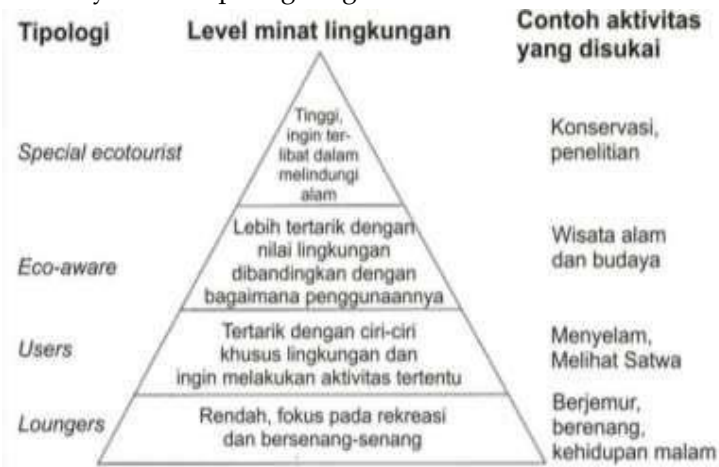 Tipologi
Level minat lingkungan
Contoh aktivitas
yang disukai
Special ecotourist
Tinggi,
ingin ter-
libat dalam
melindungi
alam
Konservasi,
penelitian
Eco-aware
Lebih tertarik dengan
nilai lingkungan
dibandingkan dengan
bagaimana penggunaannya
Wisata alam
dan budaya
Users
Tertarik dengan ciri-ciri
khusus lingkungan dan
ingin melakukan aktivitas tertentu
Menyelam,
Melihat Satwa
Loungers
Rendah, fokus pada rekreasi
dan bersenang-senang
Berjemur,
berenang,
kehidupan malam